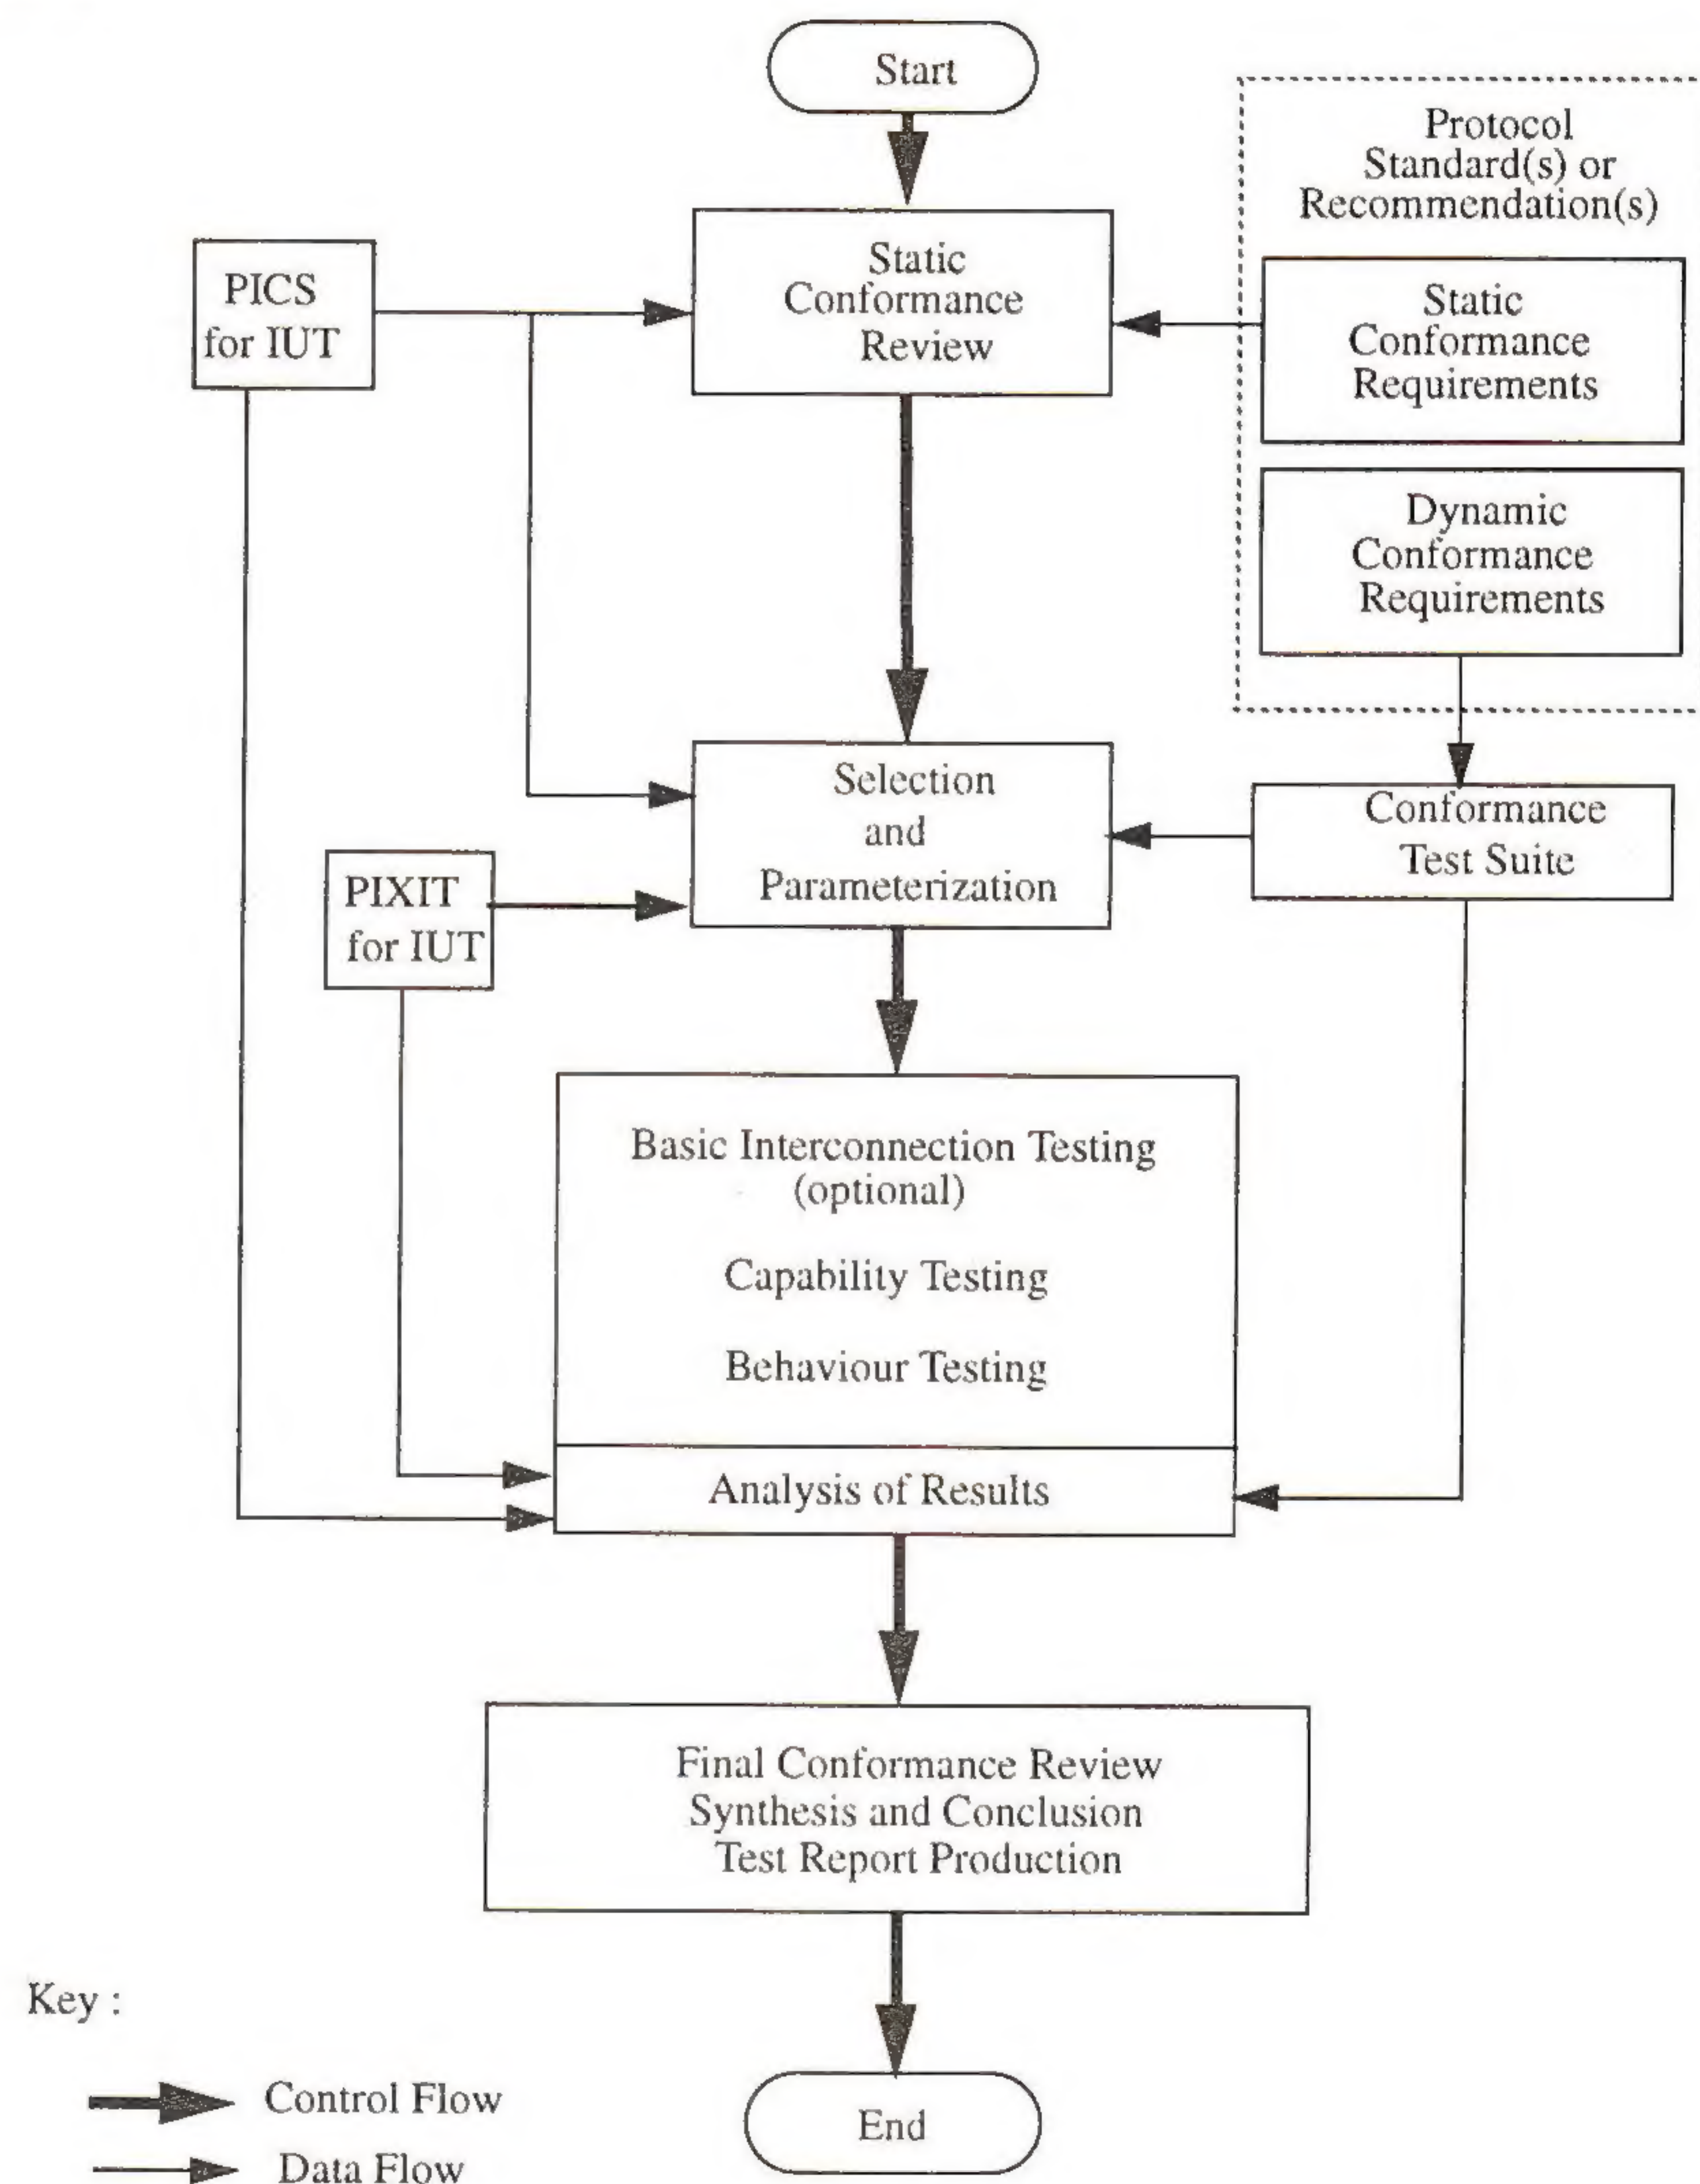 Start
Protocol
Standard(s) or
Recommendation(s)
PICS
for IUT
Static
Conformance
Review
Static
Conformance
Requirements
Dynamic
Conformance
Requirements
Selection
and
Parameterization
Conformance
Test Suite
PIXIT
for IUT
Basic Interconnection Testing
(optional)
Capability Testing
Behaviour Testing
Analysis of Results
Final Conformance Review
Synthesis and Conclusion
Test Report Production
Key :
Control Flow
End
Data Flow